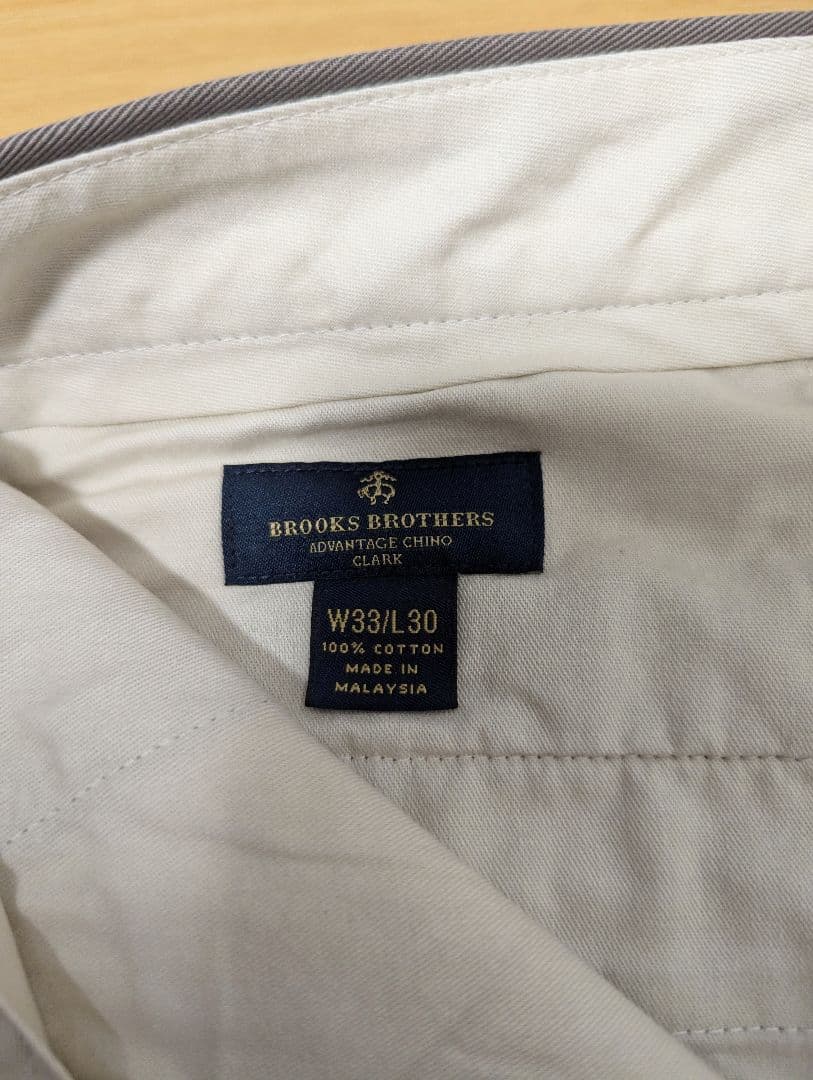 BROOKS BROTHERS
ADVANTAGE CHINO
CLARK
W33/L30
100% COTTON
MADE IN
MALAYSIA